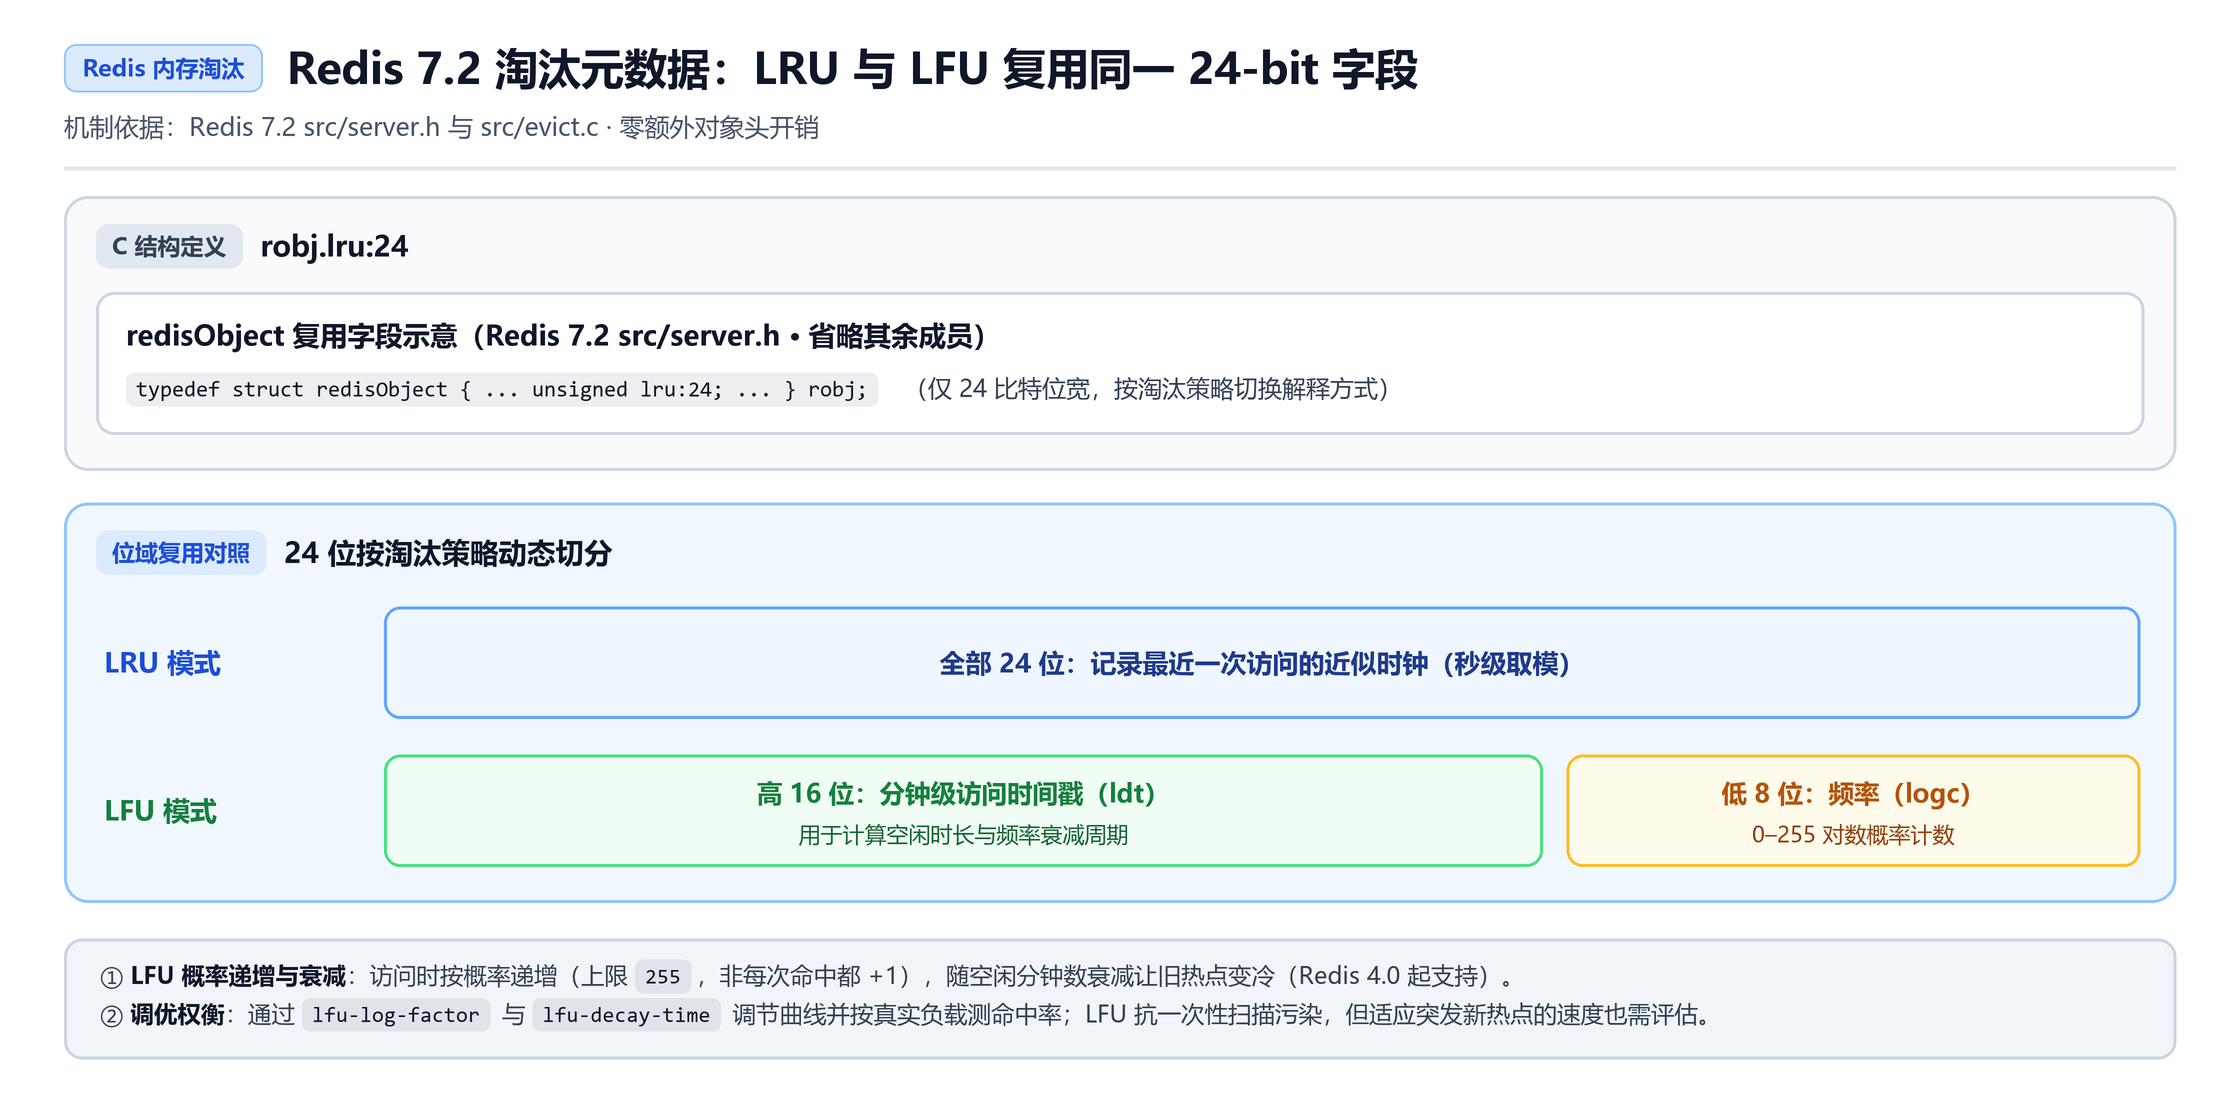 Redis 内存淘汰
Redis 7.2 淘汰元数据：LRU 与 LFU 复用同一 24-bit 字段
机制依据：Redis 7.2 src/server.h 与 src/evict.c · 零额外对象头开销
C 结构定义 robj.lru:24
redisObject 复用字段示意（Redis 7.2 src/server.h • 省略其余成员）
typedef struct redisObject { ... unsigned lru:24; ... } robj; （仅 24 比特位宽，按淘汰策略切换解释方式）
位域复用对照 24 位按淘汰策略动态切分
LRU 模式
全部 24 位：记录最近一次访问的近似时钟（秒级取模）
LFU 模式
高 16 位：分钟级访问时间戳（ldt）
用于计算空闲时长与频率衰减周期
低 8 位：频率（logc）
0–255 对数概率计数
① LFU 概率递增与衰减：访问时按概率递增（上限 255 ，非每次命中都 +1），随空闲分钟数衰减让旧热点变冷（Redis 4.0 起支持）。
② 调优权衡：通过 lfu-log-factor 与 lfu-decay-time 调节曲线并按真实负载测命中率；LFU 抗一次性扫描污染，但适应突发新热点的速度也需评估。